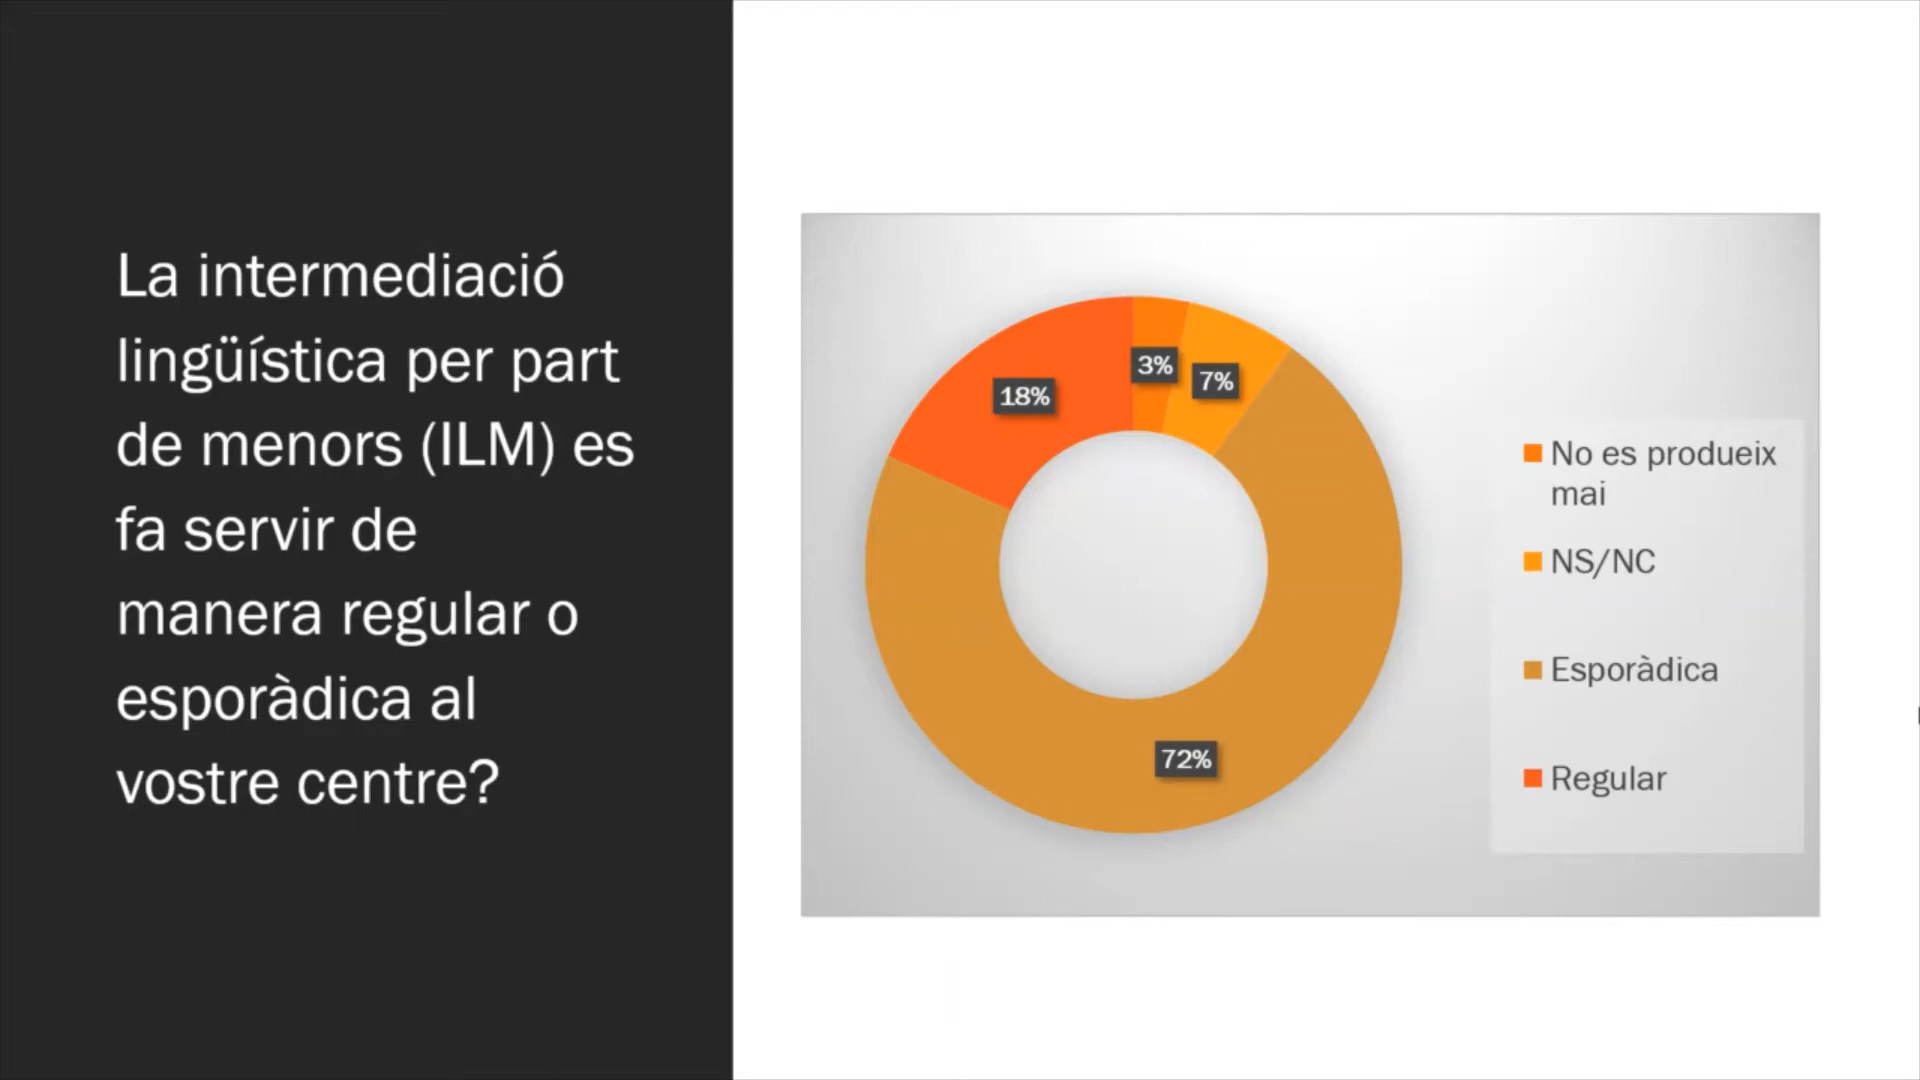 La intermediació
lingüística per part
de menors (ILM) es
fa servir de
manera regular o
esporàdica al
vostre centre?
3%
7%
18%
72%
No es produeix
mai
NS/NC
Esporàdica
Regular